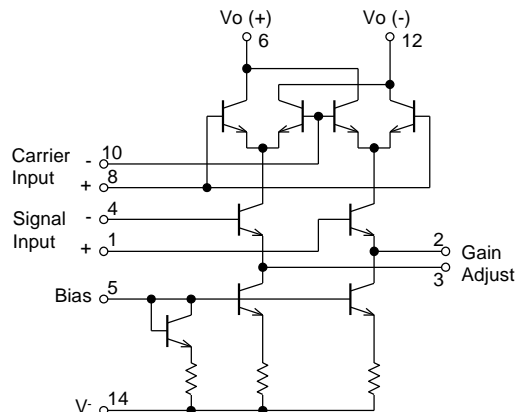 Vo (+)
Vo (-)
6
12
Carrier
Input
- 10
+ 8
Signal
Input
- 4
+ 1
2
3
Gain
Adjust
Bias 5
V- 14